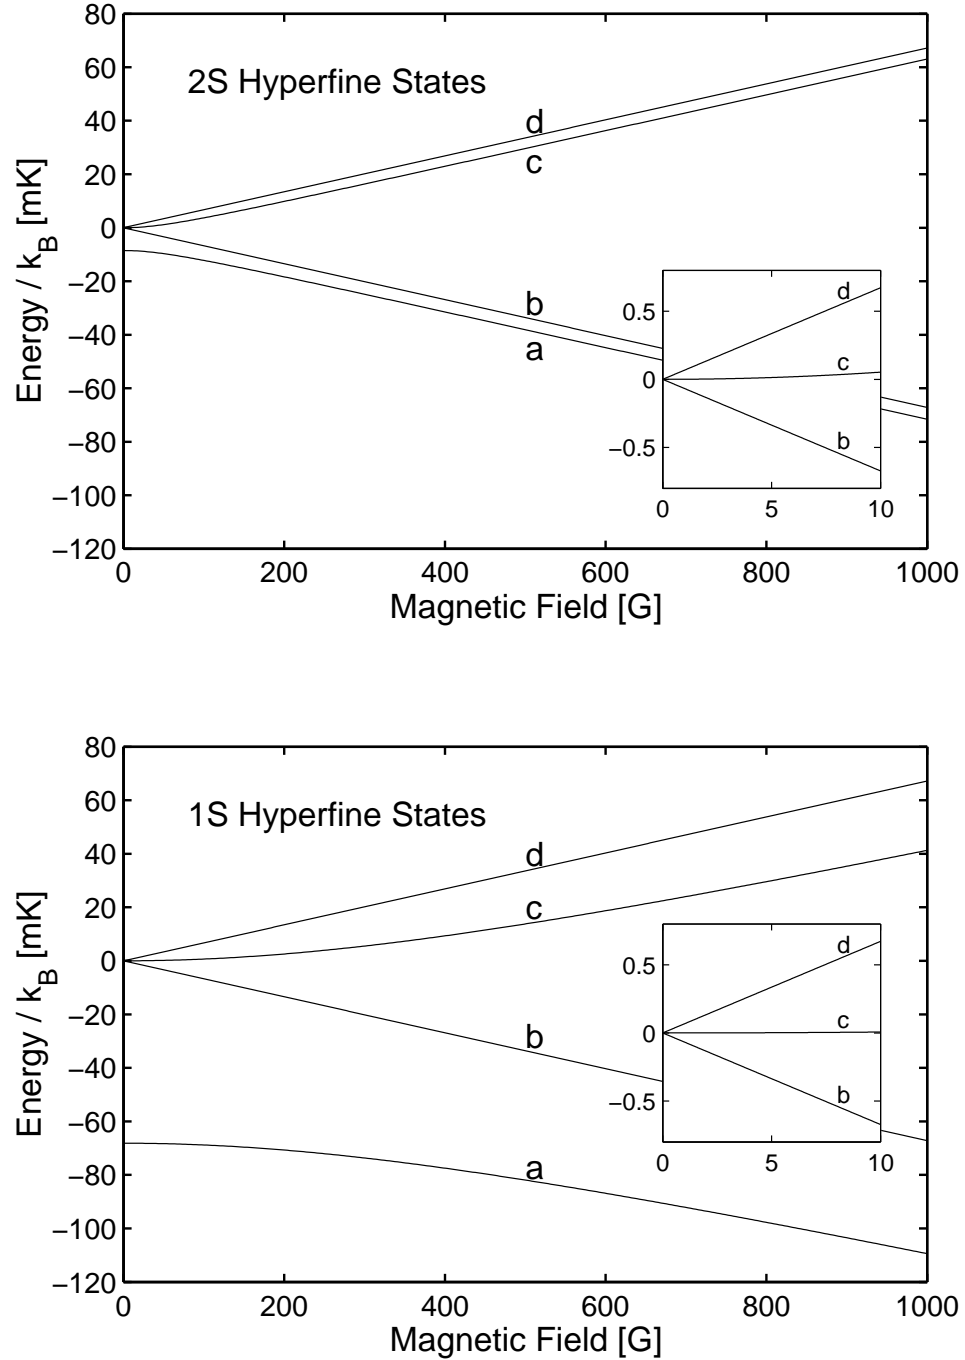 80
2S Hyperfine States
60
d
40
c
20
0
b
−20
a
−40
−60
−80
−100
−120
Energy / kB [mK]
0.5
d
c
0
b
−0.5
0 5 10
0 200 400 600 800 1000
Magnetic Field [G]
80
1S Hyperfine States
60
d
40
c
20
0
b
−20
−40
−60
a
−80
−100
−120
Energy / kB [mK]
d
0.5
c
0
b
−0.5
0 5 10
0 200 400 600 800 1000
Magnetic Field [G]